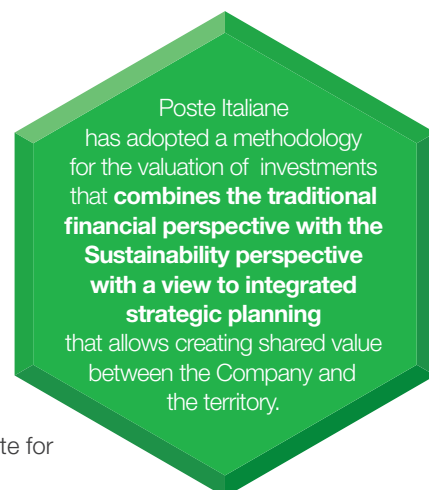 Poste Italiane
has adopted a methodology
for the valuation of investments
that combines the traditional
financial perspective with the
Sustainability perspective
with a view to integrated
strategic planning
that allows creating shared value
between the Company and
the territory.
for